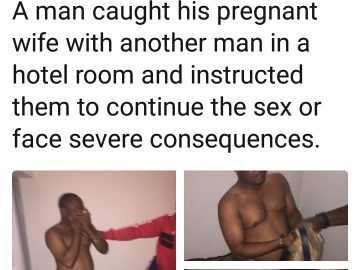 A man caught his pregnant
wife with another man in a
hotel room and instructed
them to continue the sex or
face severe consequences.